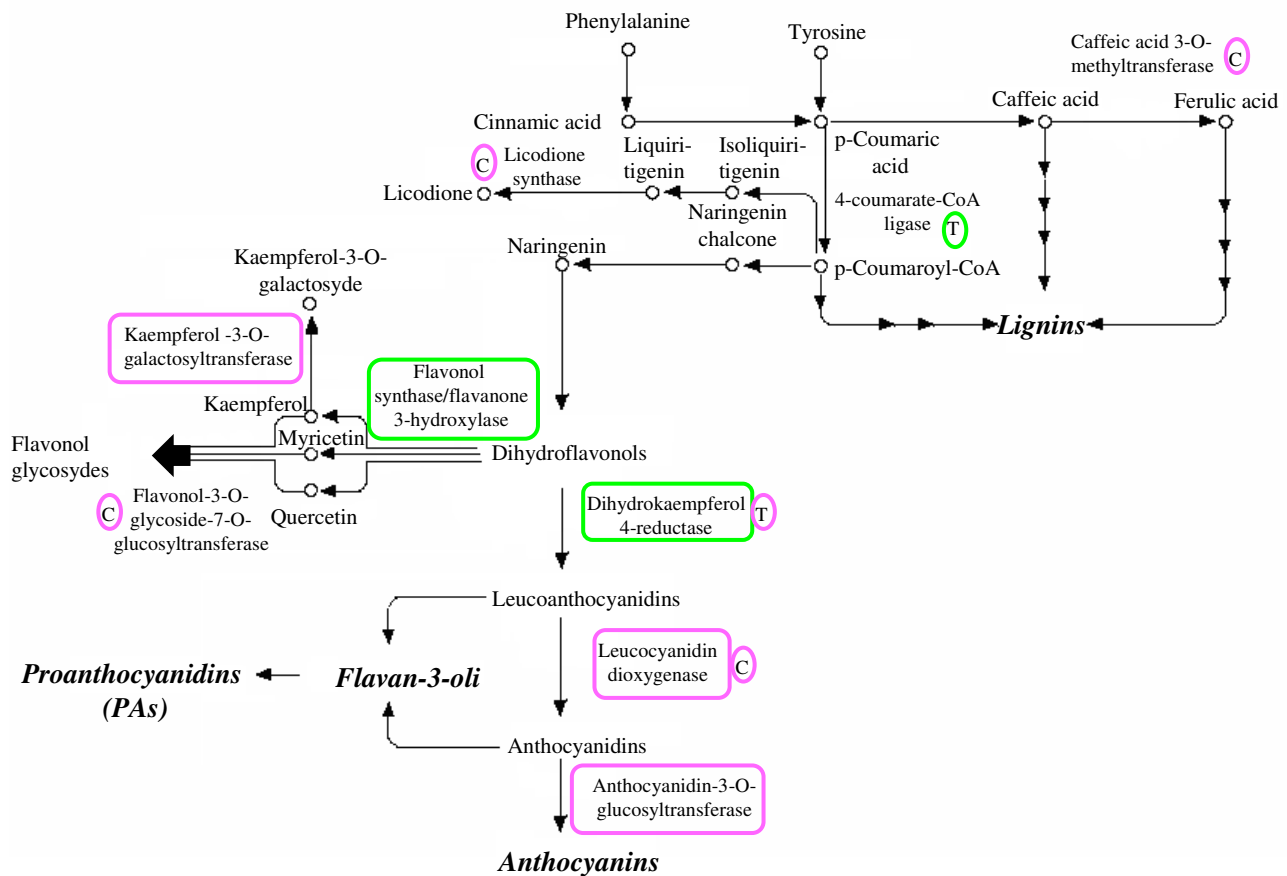 Phenylalanine
Tyrosine
Caffeic acid 3-O-
methyltransferase
C
Caffeic acid
Ferulic acid
Cinnamic acid
p-Coumaric
acid
Liquiri-
tigenin
Isoliquiri-
tigenin
C
Licodione
synthase
Licodione
4-coumarate-CoA
ligase
T
Naringenin
chalcone
Naringenin
p-Coumaroyl-CoA
Kaempferol-3-O-
galactosyde
Lignins
Kaempferol -3-O-
galactosyltransferase
Flavonol
synthase/flavanone
3-hydroxylase
Kaempferol
Myricetin
Flavonol
glycosydes
Dihydroflavonols
C
Flavonol-3-O-
glycoside-7-O-
glucosyltransferase
Quercetin
Dihydrokaempferol
4-reductase
T
Leucoanthocyanidins
Leucocyanidin
dioxygenase
C
Proanthocyanidins
(PAs)
Flavan-3-oli
Anthocyanidins
Anthocyanidin-3-O-
glucosyltransferase
Anthocyanins